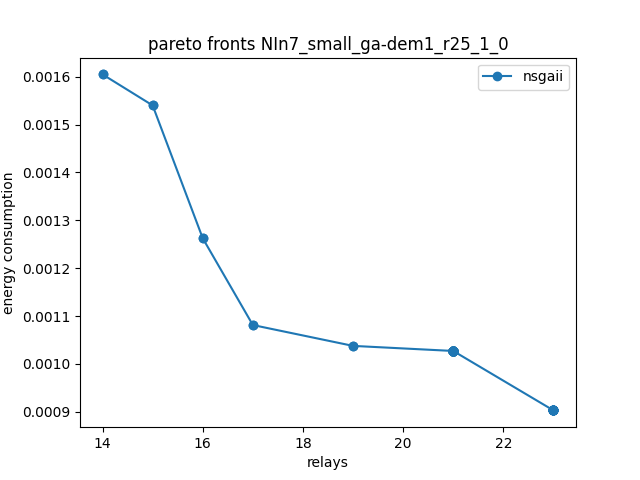 pareto fronts NIn7_small_ga-dem1_r25_1_0
nsgaii
0.0016
0.0015
0.0014
0.0013
0.0012
0.0011
0.0010
0.0009
energy consumption
14 16 18 20 22
relays